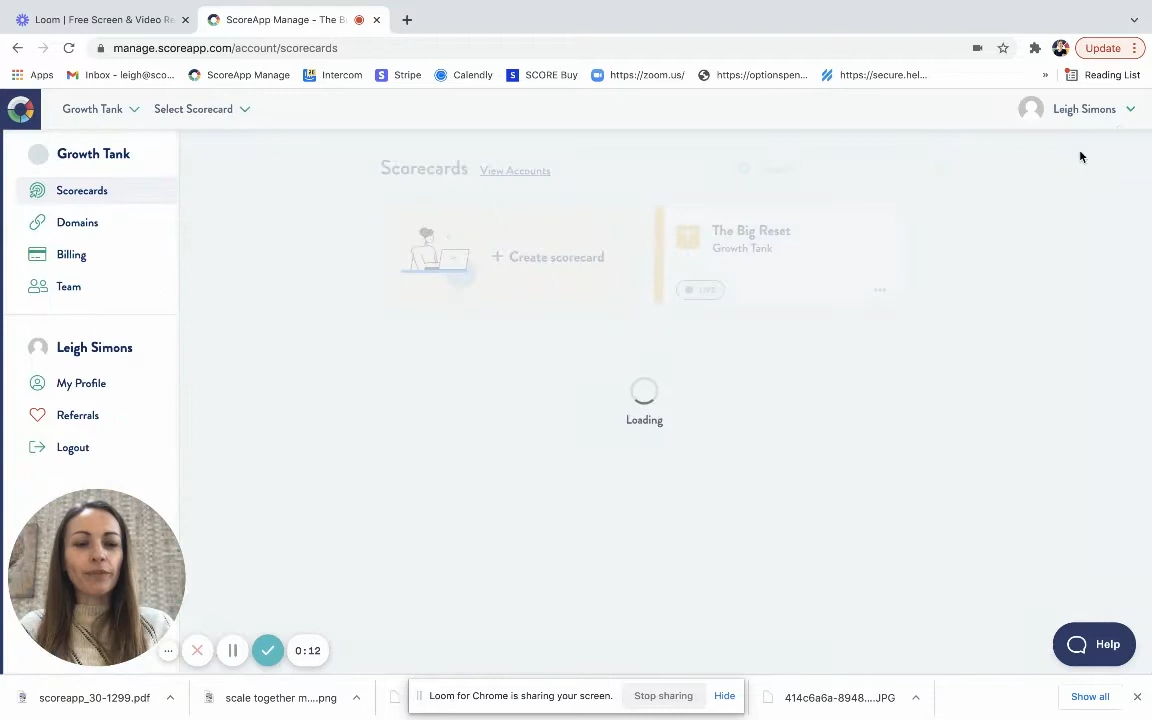 Loom | Free Screen & Video Re
ScoreApp Manage - The B
manage.scoreapp.com/account/scorecards
Update
Apps
Inbox - leigh@sco...
ScoreApp Manage
Intercom
Stripe
Calendly
SCORE Buy
https://zoom.us/
https://optionspen...
https://secure.hel...
»
Reading List
Growth Tank
Select Scorecard
Leigh Simons
Growth Tank
Scorecards
Domains
Billing
Team
Leigh Simons
My Profile
Referrals
Logout
Scorecards
View Accounts
+ Create scorecard
The Big Reset
Growth Tank
LIVE
Loading
0:12
Help
scoreapp_30-1299.pdf
scale together m....png
Loom for Chrome is sharing your screen.
Stop sharing
Hide
414c6a6a-8948....JPG
Show all